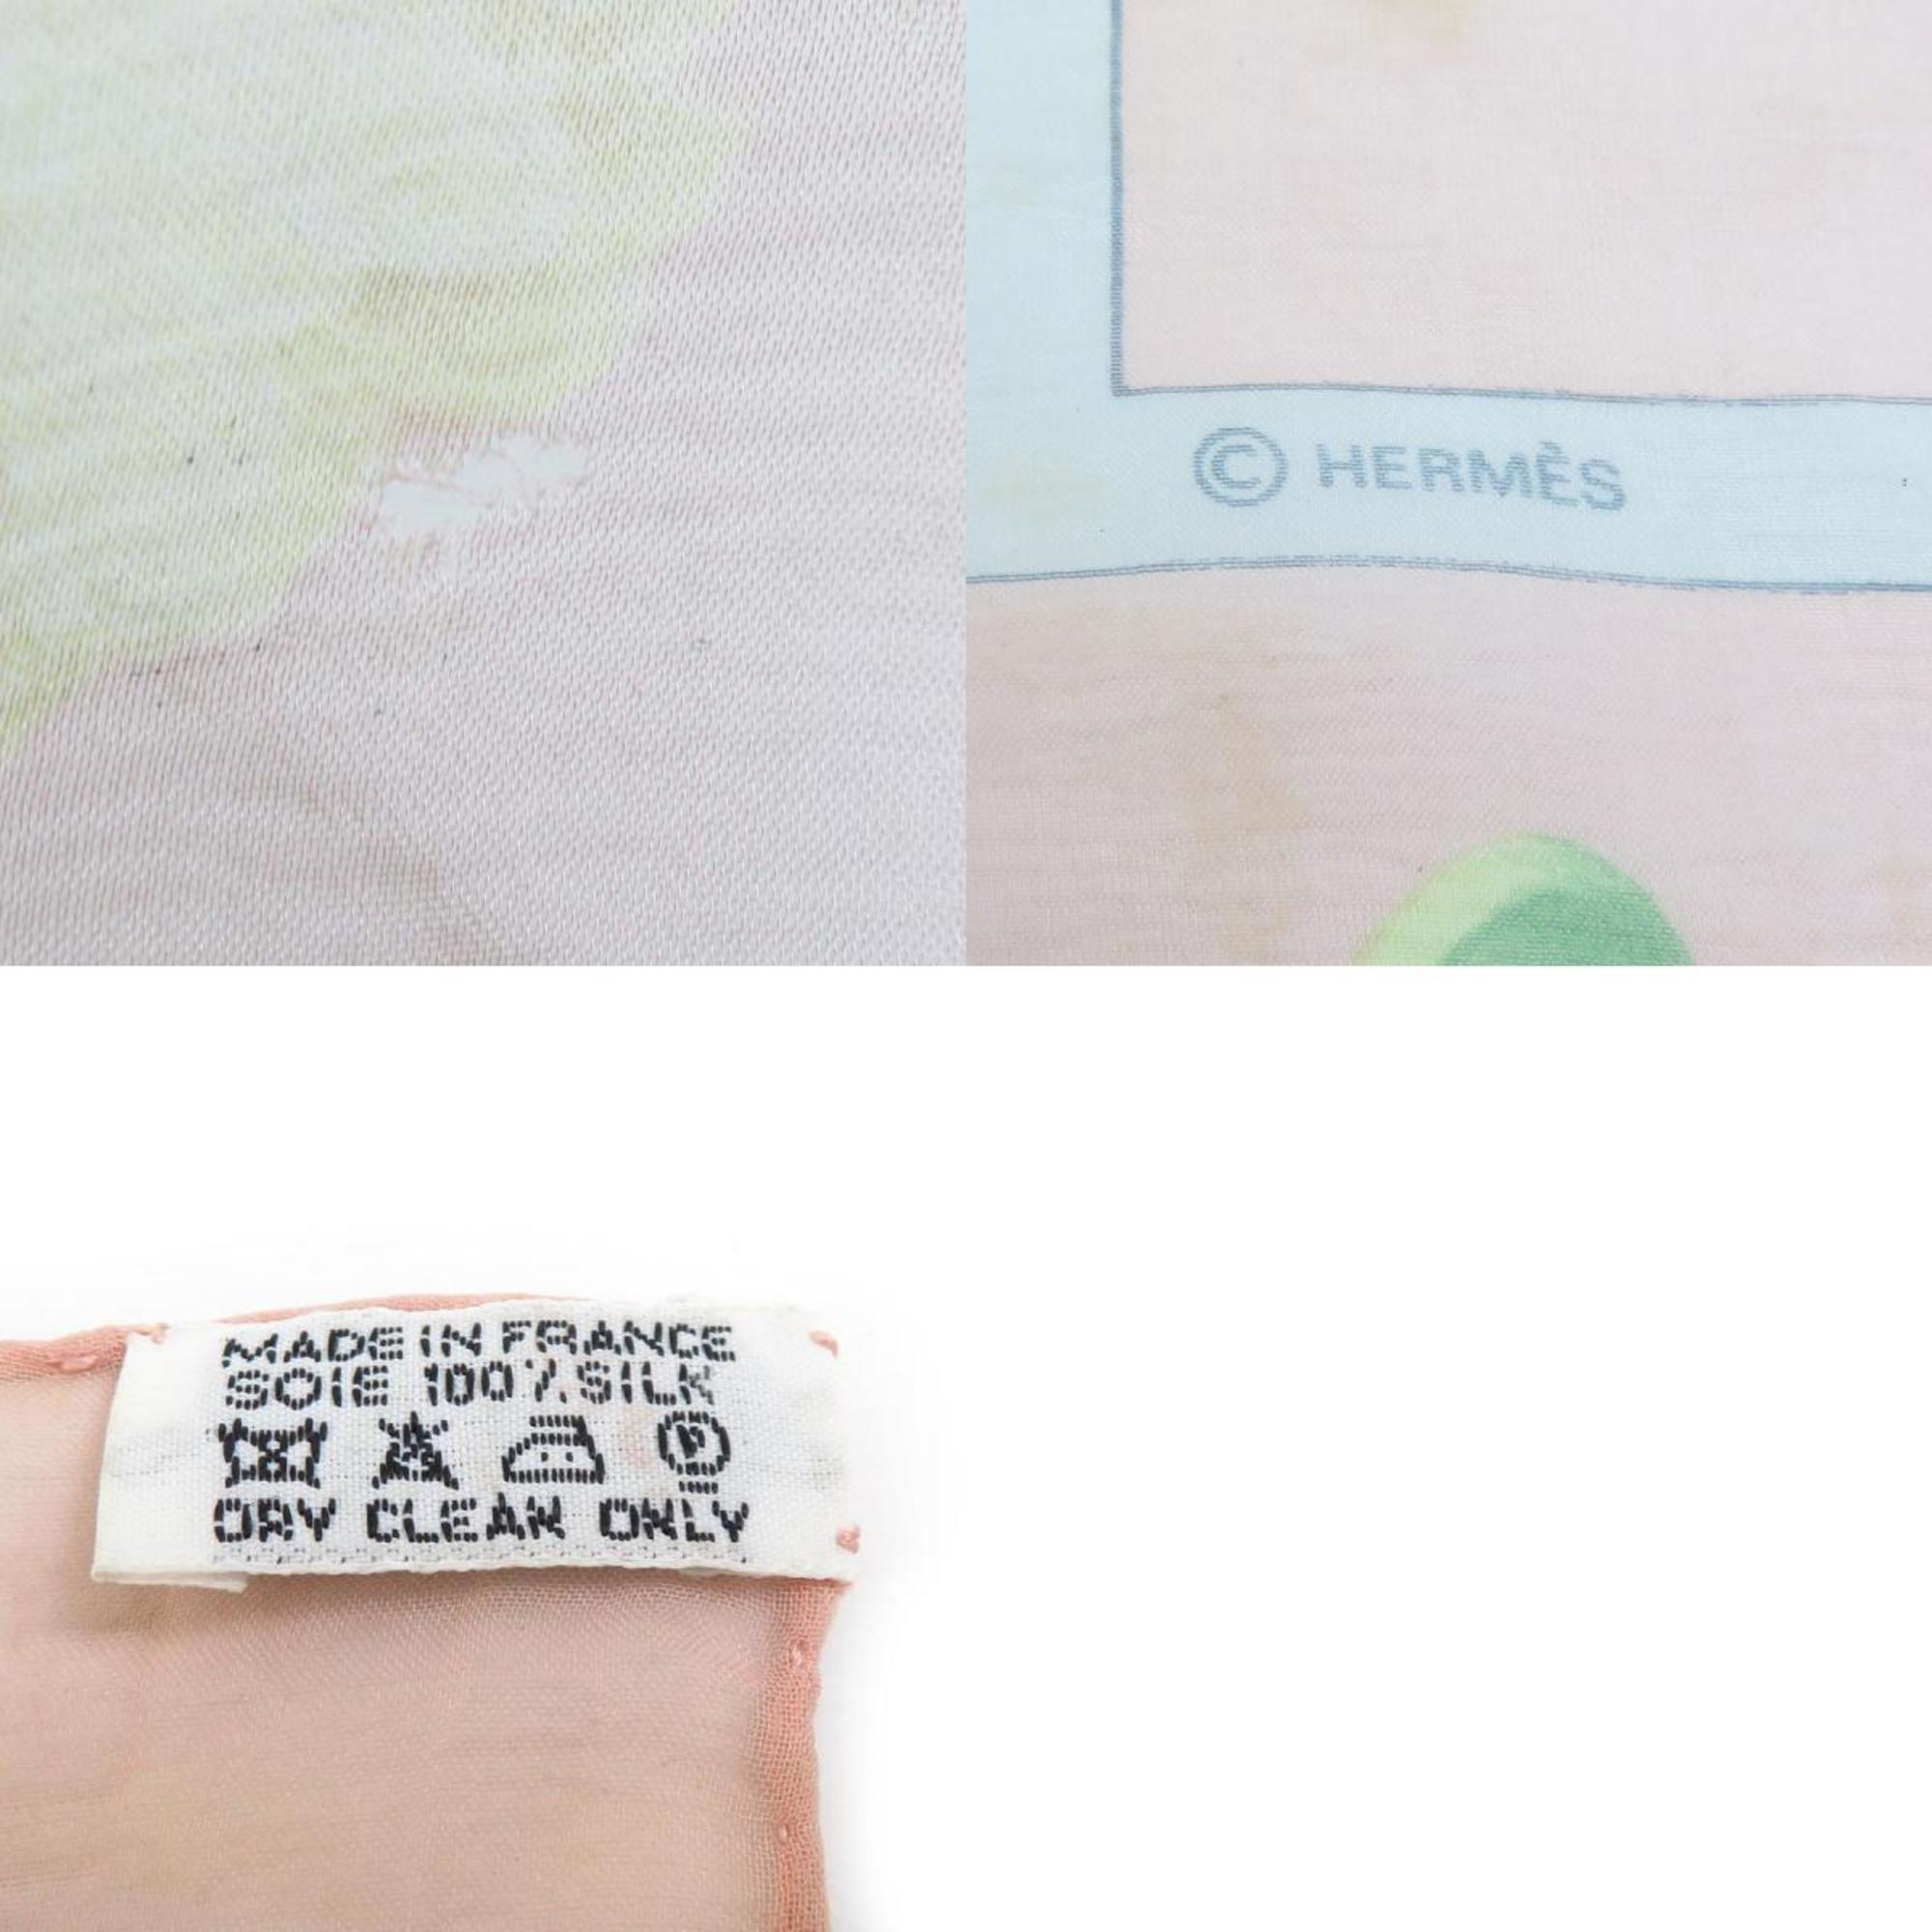 © HERMÈS
MADE IN FRANCE
SOIE 100% SILK
DRY CLEAN ONLY